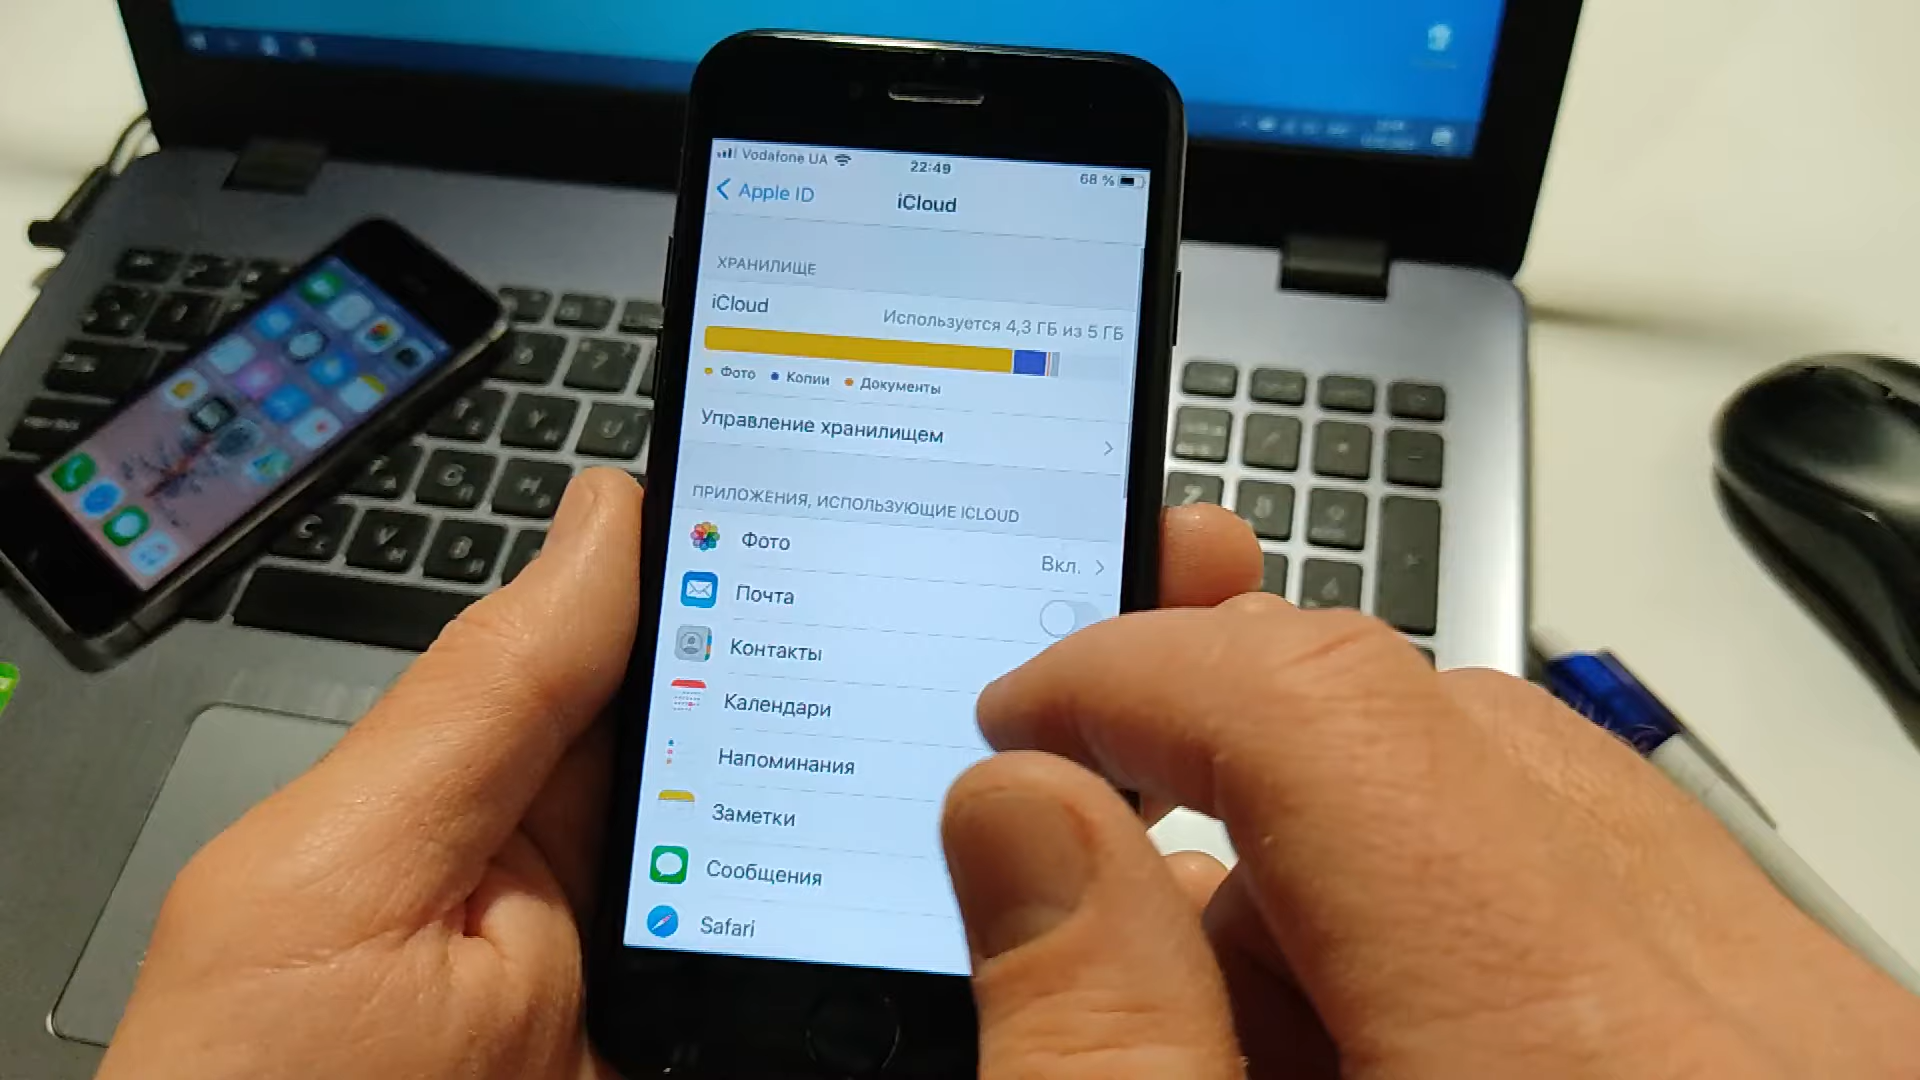 Vodafone UA
22:49
68 %
Apple ID
iCloud
ХРАНИЛИЩЕ
iCloud
Используется 4,3 ГБ из 5 ГБ
Фото Копии Документы
Управление хранилищем
ПРИЛОЖЕНИЯ, ИСПОЛЬЗУЮЩИЕ ICLOUD
Фото
Вкл.
Почта
Контакты
Календари
Напоминания
Заметки
Сообщения
Safari